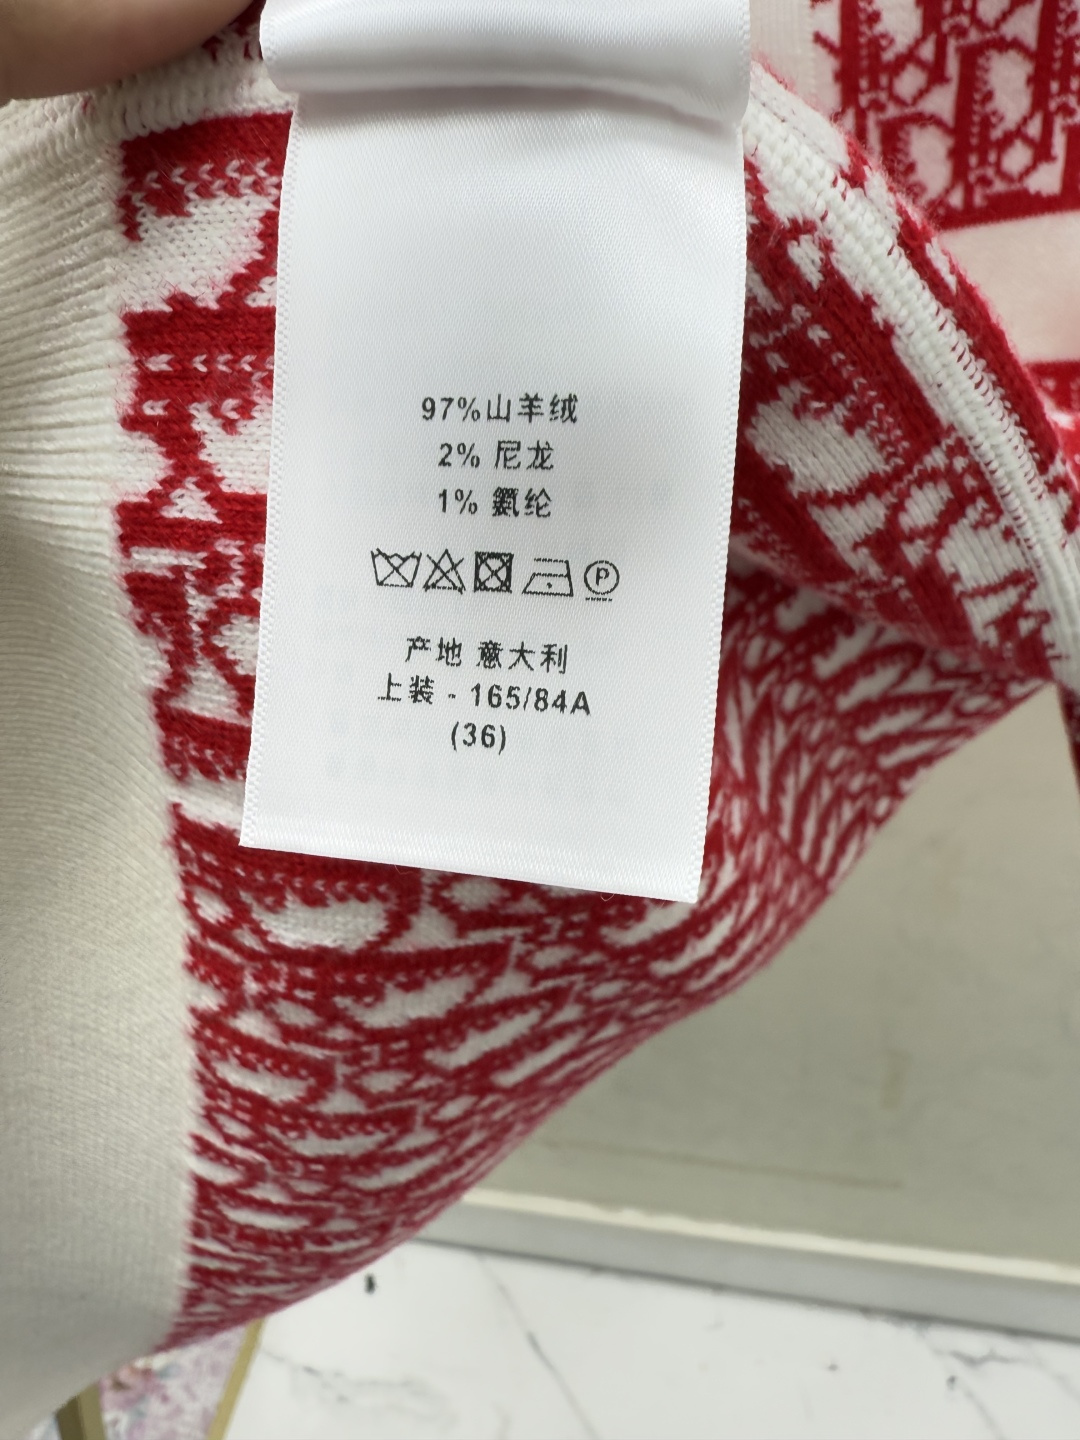 97%山羊绒
2% 尼龙
1% 氨纶
P
产地 意大利
上装 - 165/84A
(36)